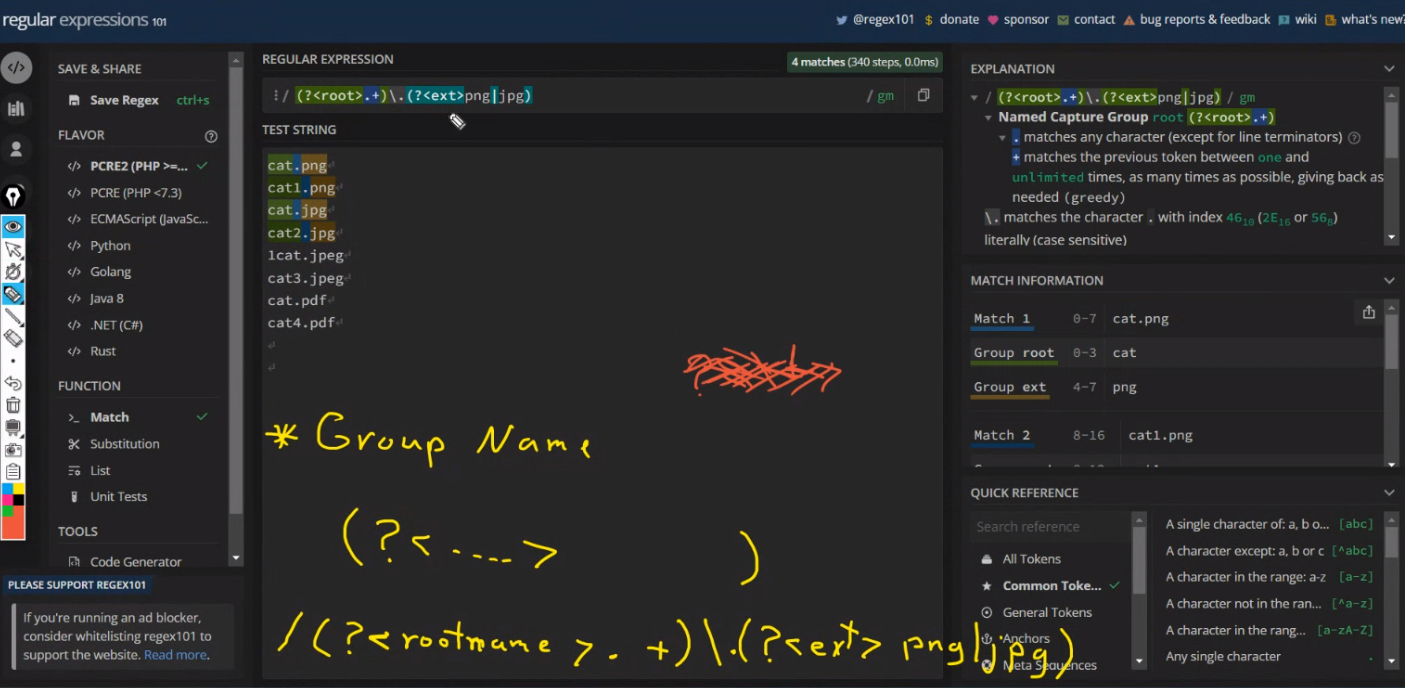 regular expressions 101
@regex101 $ donate sponsor contact bug reports & feedback wiki what's new?
SAVE & SHARE
Save Regex ctrl+s
FLAVOR
</> PCRE2 (PHP >=...
</> PCRE (PHP <7.3)
</> ECMAScript (JavaSc...
</> Python
</> Golang
</> Java 8
</> .NET (C#)
</> Rust
FUNCTION
>_ Match
Substitution
List
Unit Tests
TOOLS
Code Generator
PLEASE SUPPORT REGEX101
If you're running an ad blocker,
consider whitelisting regex101 to
support the website. Read more.
REGULAR EXPRESSION
4 matches (340 steps, 0.0ms)
/ (?<root>.+)\.(?<ext>png|jpg) / gm
TEST STRING
cat.png
cat1.png
cat.jpg
cat2.jpg
1cat.jpeg
cat3.jpeg
cat.pdf
cat4.pdf
* Group Name
(?<....> )
/(?<rootname>.+)\.(?<ext>png|jpg)
EXPLANATION
/ (?<root>.+)\.(?<ext>png|jpg) / gm
Named Capture Group root (?<root>.+)
. matches any character (except for line terminators)
+ matches the previous token between one and
unlimited times, as many times as possible, giving back as
needed (greedy)
\. matches the character . with index 46₁₀ (2E₁₆ or 56₈)
literally (case sensitive)
MATCH INFORMATION
Match 1 0-7 cat.png
Group root 0-3 cat
Group ext 4-7 png
Match 2 8-16 cat1.png
QUICK REFERENCE
Search reference
All Tokens
Common Toke...
General Tokens
Anchors
Meta Sequences
A single character of: a, b o... [abc]
A character except: a, b or c [^abc]
A character in the range: a-z [a-z]
A character not in the ran... [^a-z]
A character in the rang... [a-zA-Z]
Any single character .